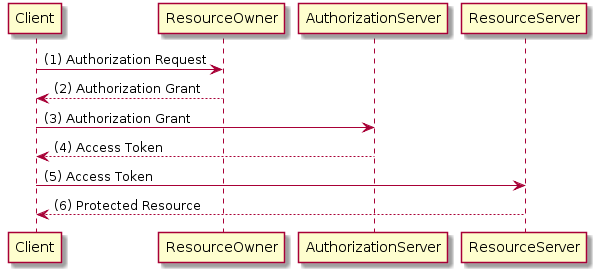 Client ResourceOwner AuthorizationServer ResourceServer
(1) Authorization Request
(2) Authorization Grant
(3) Authorization Grant
(4) Access Token
(5) Access Token
(6) Protected Resource
Client ResourceOwner AuthorizationServer ResourceServer